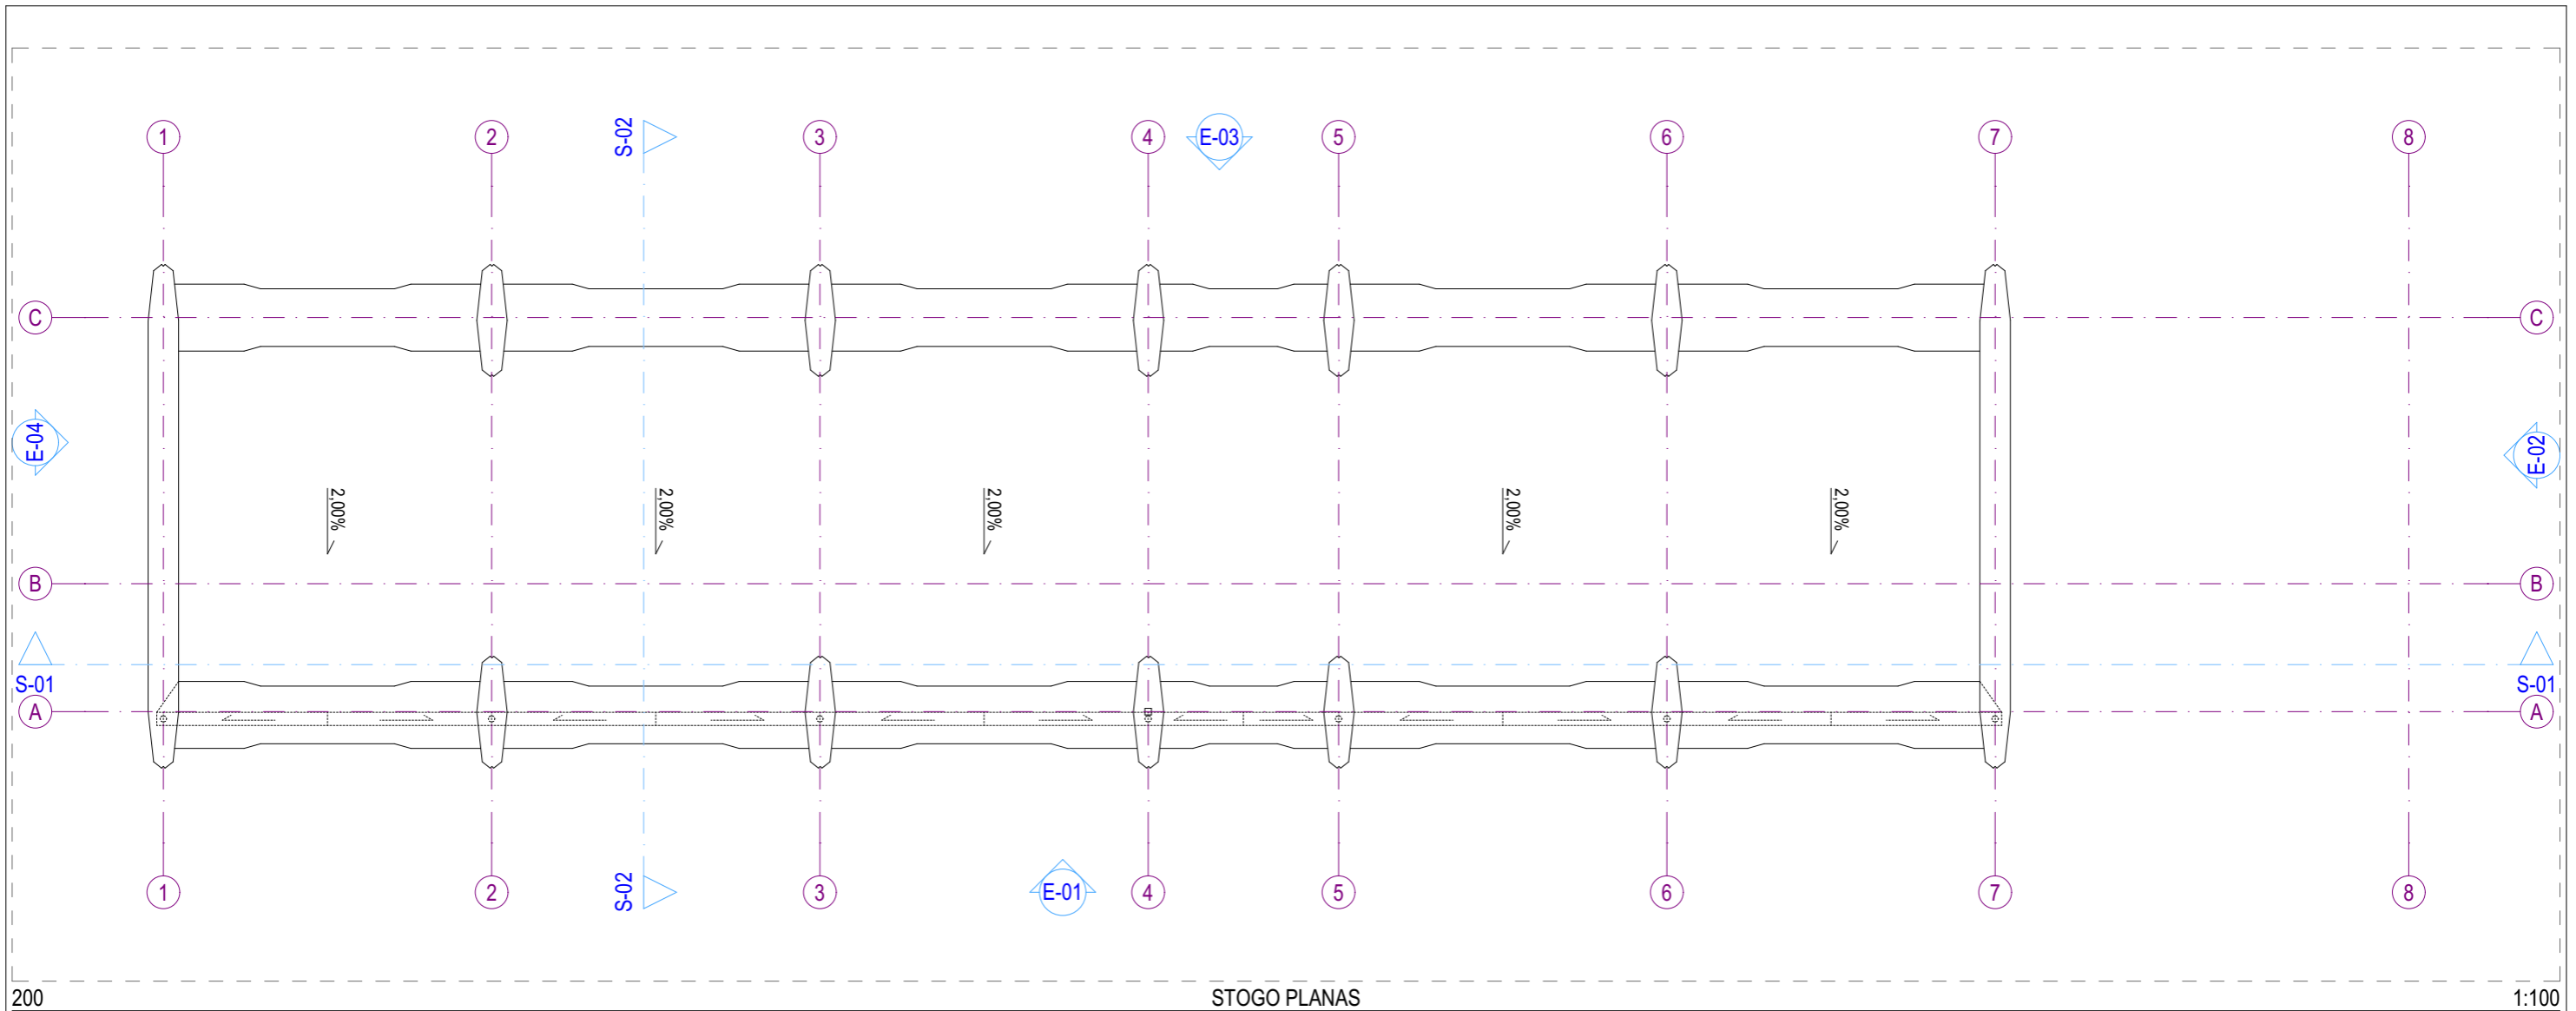 1 2 S-02 3 4 E-03 5 6 7 8
C C
E-04 E-02
2,00% 2,00% 2,00% 2,00% 2,00%
B B
S-01 S-01
A A
1 2 S-02 3 E-01 4 5 6 7 8
200 STOGO PLANAS 1:100